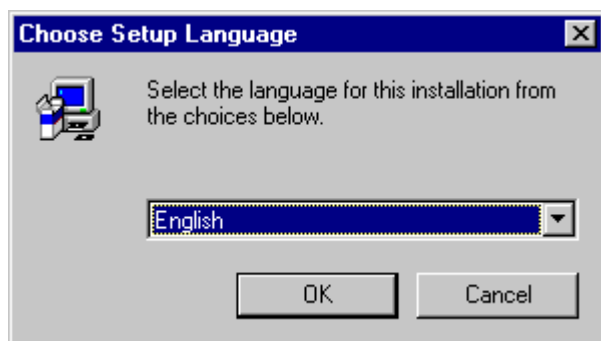 Choose Setup Language
Select the language for this installation from
the choices below.
English
OK
Cancel